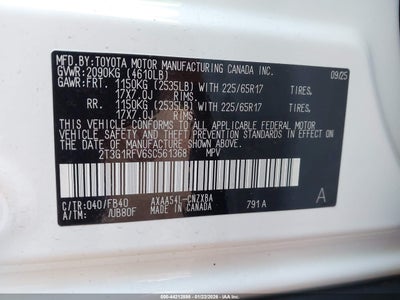 MFD.BY:TOYOTA MOTOR MANUFACTURING CANADA INC.
GVWR:2090KG (4610LB) 09/25
GAWR:FRT. 1150KG (2535LB) WITH 225/65R17 TIRES,
17X7.0J RIMS.
RR. 1150KG (2535LB) WITH 225/65R17 TIRES,
17X7.0J RIMS.
THIS VEHICLE CONFORMS TO ALL APPLICABLE FEDERAL MOTOR
VEHICLE SAFETY AND BUMPER STANDARDS IN EFFECT ON THE
DATE OF MANUFACTURE SHOWN ABOVE.
2T3G1RFV6SC561368 MPV
C/TR:040/FB40 AXAA54L-CNZXBA A
A/TM: /UB80F MADE IN CANADA 791A